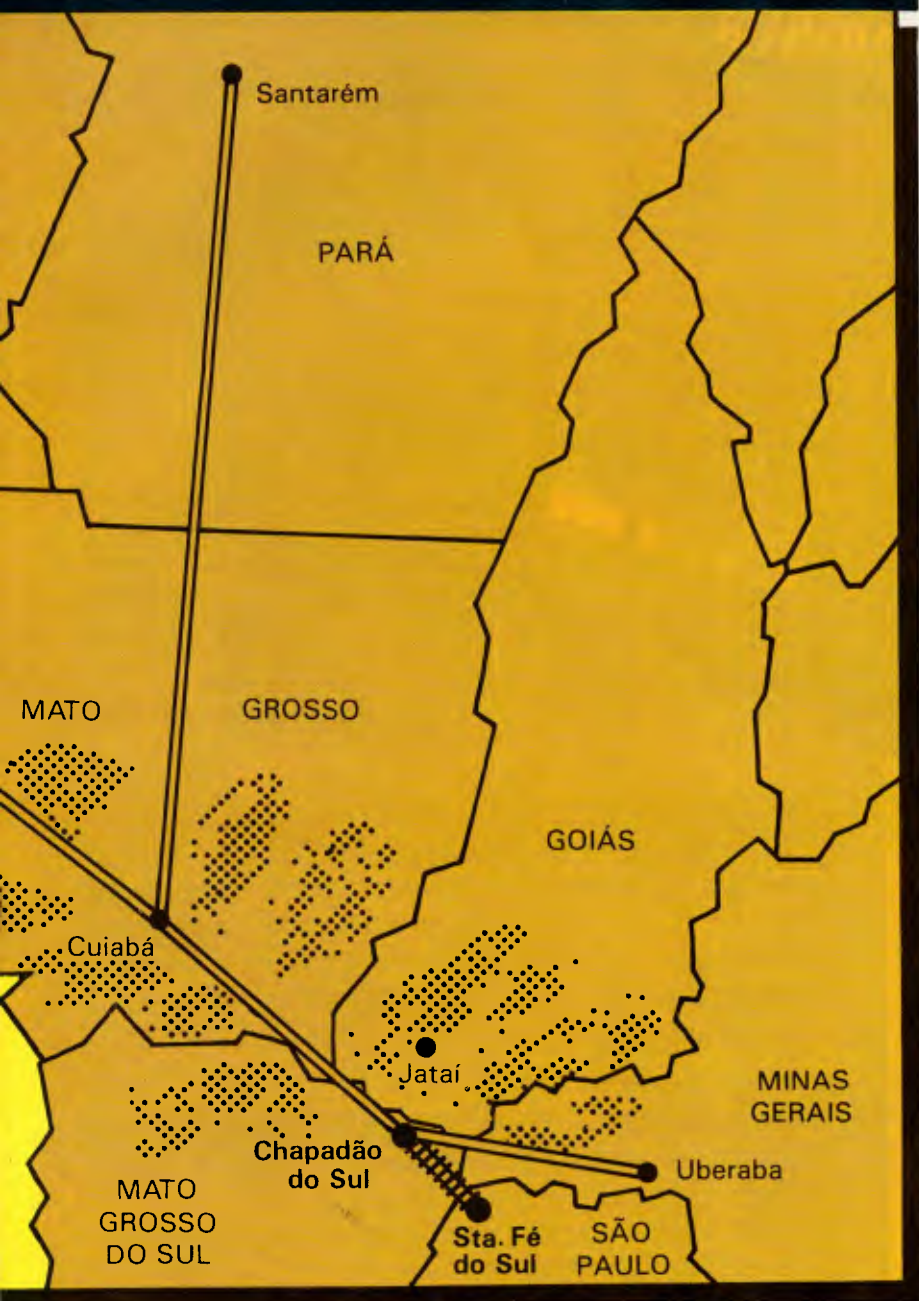 Santarém
PARÁ
MATO GROSSO
GOIÁS
Cuiabá
Jataí
MINAS
GERAIS
Chapadão
do Sul
Uberaba
MATO
GROSSO
DO SUL
Sta. Fé
do Sul
SÃO
PAULO